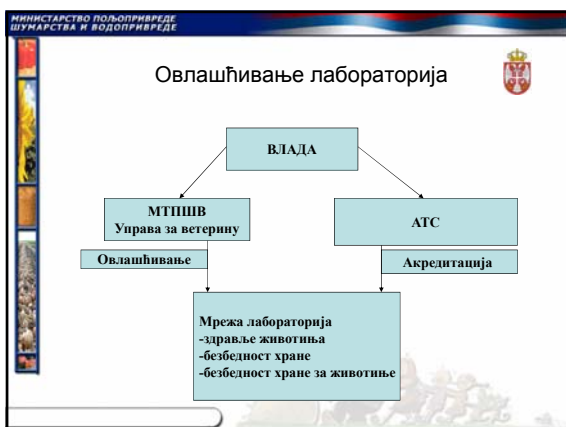 МИНИСТАРСТВО ПОЉОПРИВРЕДЕ
ШУМАРСТВА И ВОДОПРИВРЕДЕ
Овлашћивање лабораторија
ВЛАДА
МТПШВ
Управа за ветерину
АТС
Овлашћивање
Акредитација
Мрежа лабораторија
-здравље животиња
-безбедност хране
-безбедност хране за животиње